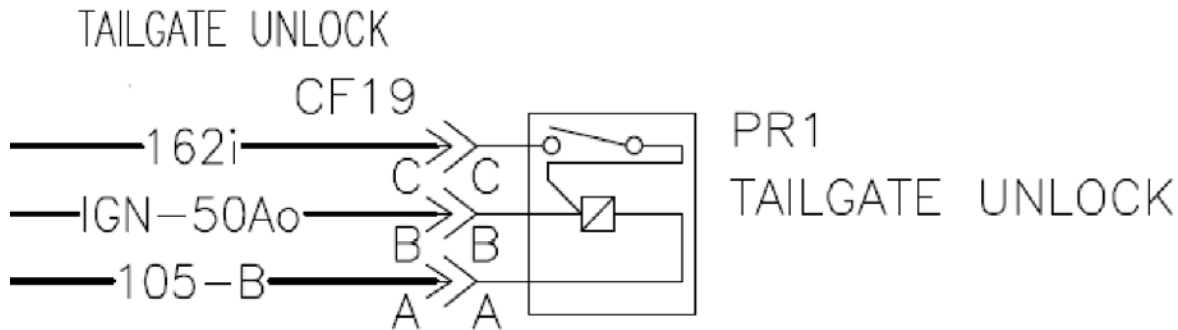 TAILGATE UNLOCK
CF19
162i
C C
PR1
TAILGATE UNLOCK
IGN-50Ao
B B
105-B
A A